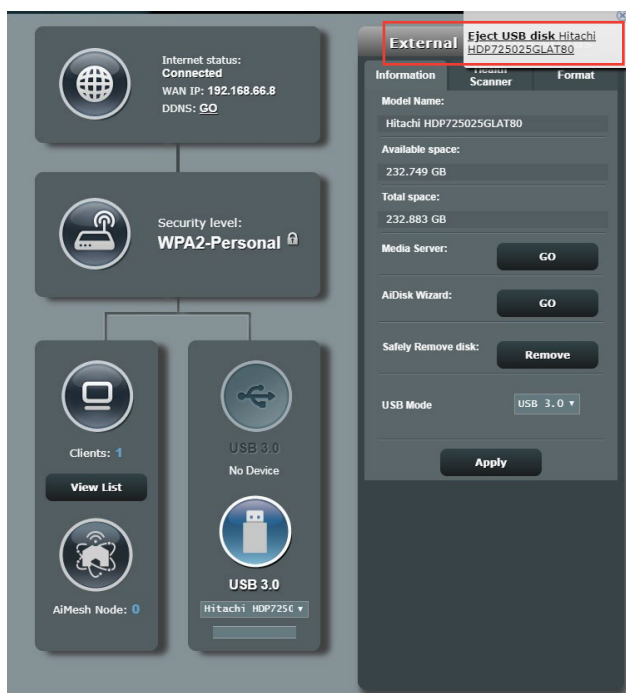 Internet status:
Connected
WAN IP: 192.168.66.8
DDNS: GO
Security level:
WPA2-Personal
Clients: 1
View List
AiMesh Node: 0
USB 3.0
No Device
USB 3.0
Hitachi HDP725(
External
Eject USB disk Hitachi
HDP725025GLAT80
Information
Health
Scanner
Format
Model Name:
Hitachi HDP725025GLAT80
Available space:
232.749 GB
Total space:
232.883 GB
Media Server:
GO
AiDisk Wizard:
GO
Safely Remove disk:
Remove
USB Mode
USB 3.0
Apply